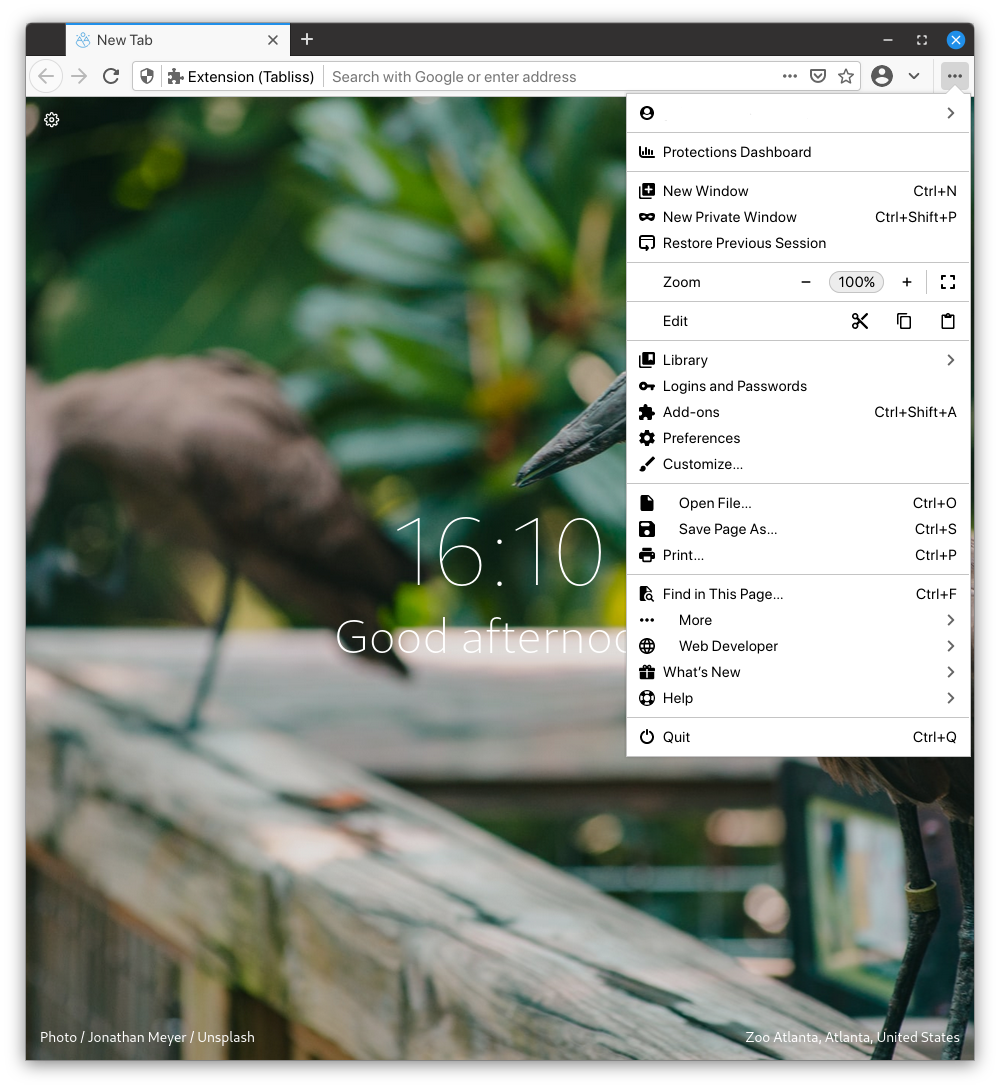 New Tab
Extension (Tabliss) Search with Google or enter address
Protections Dashboard
New Window Ctrl+N
New Private Window Ctrl+Shift+P
Restore Previous Session
Zoom 100%
Edit
Library
Logins and Passwords
Add-ons Ctrl+Shift+A
Preferences
Customize...
Open File... Ctrl+O
Save Page As... Ctrl+S
Print... Ctrl+P
Find in This Page... Ctrl+F
More
Web Developer
What's New
Help
Quit Ctrl+Q
16:10
Good afternoo
Photo / Jonathan Meyer / Unsplash
Zoo Atlanta, Atlanta, United States